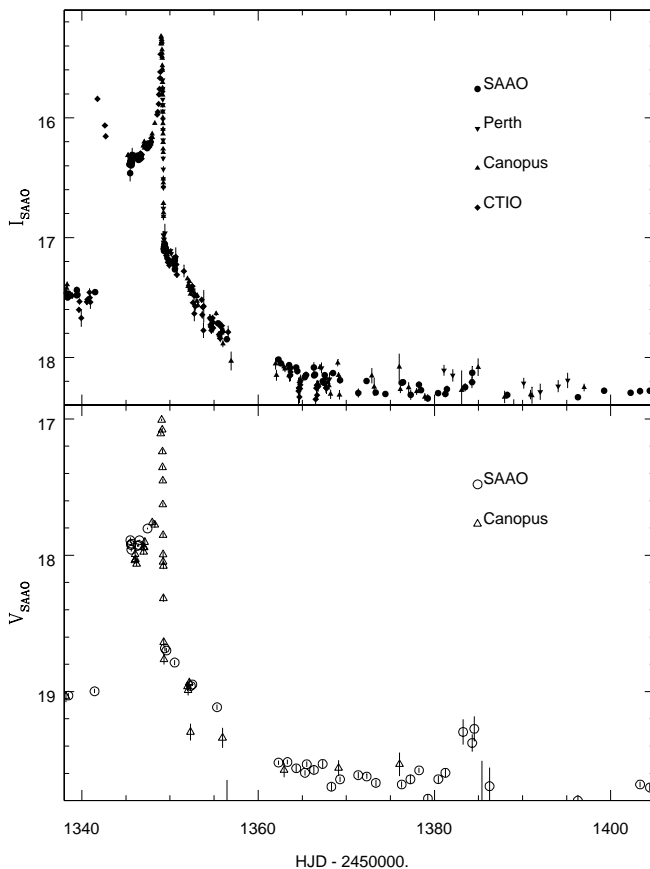 16
17
18
I_SAAO
SAAO
Perth
Canopus
CTIO
17
18
19
V_SAAO
SAAO
Canopus
1340
1360
1380
1400
HJD - 2450000.